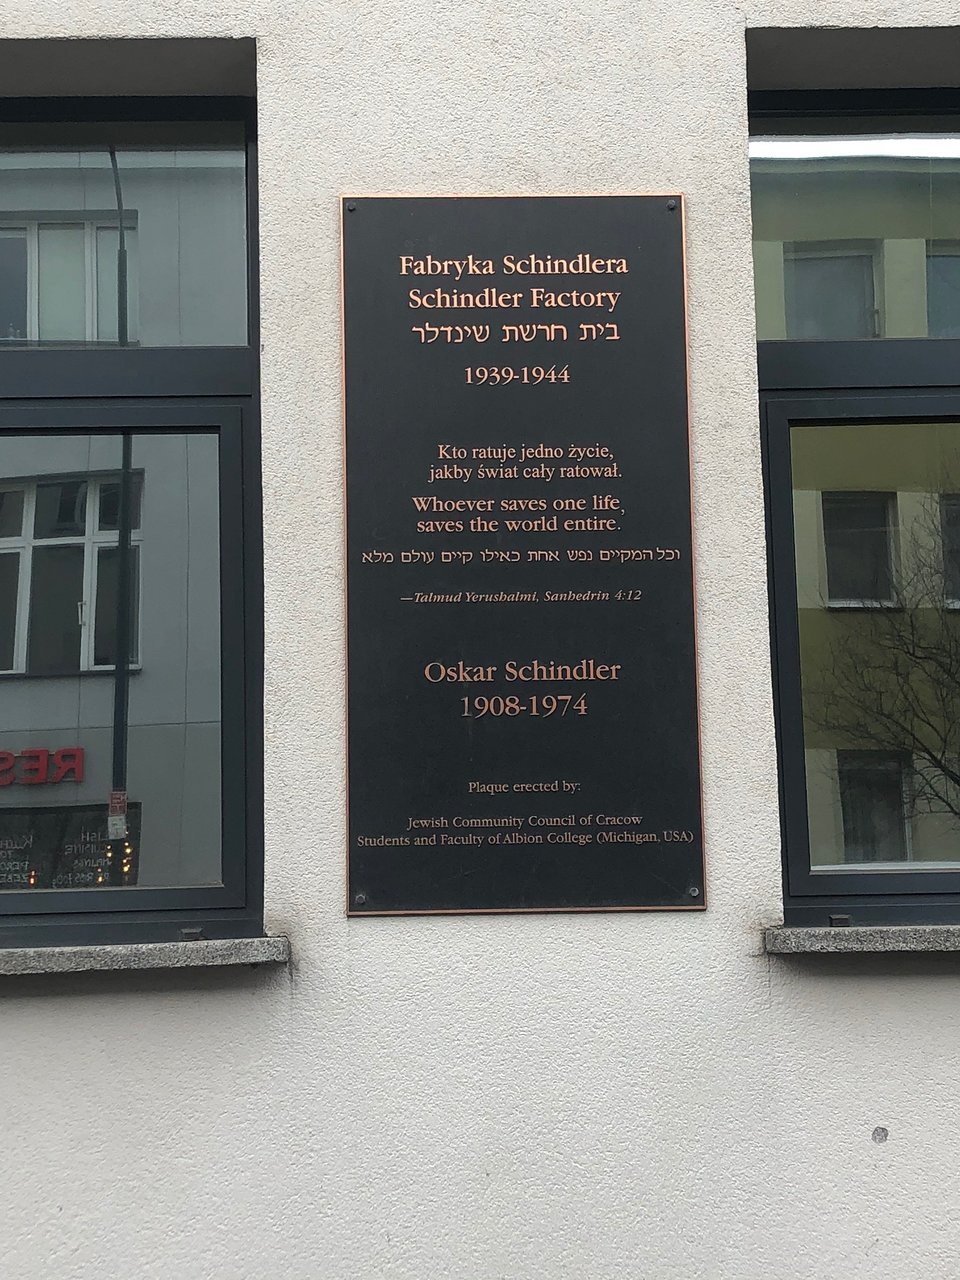 Fabryka Schindlera
Schindler Factory
בית חרשת שינדלר
1939-1944
Kto ratuje jedno życie,
jakby świat cały ratował.
Whoever saves one life,
saves the world entire.
וכל המקיים נפש אחת כאילו קיים עולם מלא
—Talmud Yerushalmi, Sanhedrin 4:12
Oskar Schindler
1908-1974
Plaque erected by:
Jewish Community Council of Cracow
Students and Faculty of Albion College (Michigan, USA)
RES